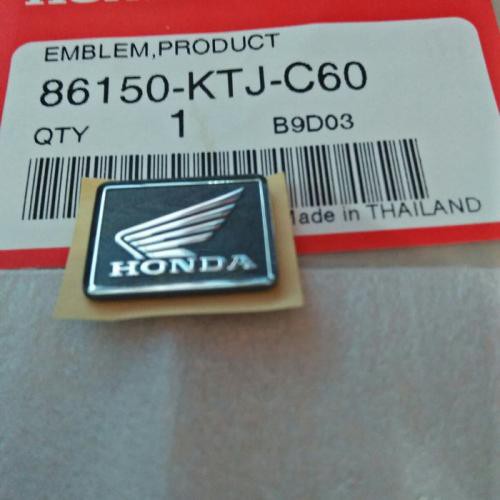 EMBLEM,PRODUCT
86150-KTJ-C60
QTY 1 B9D03
Made in THAILAND
HONDA